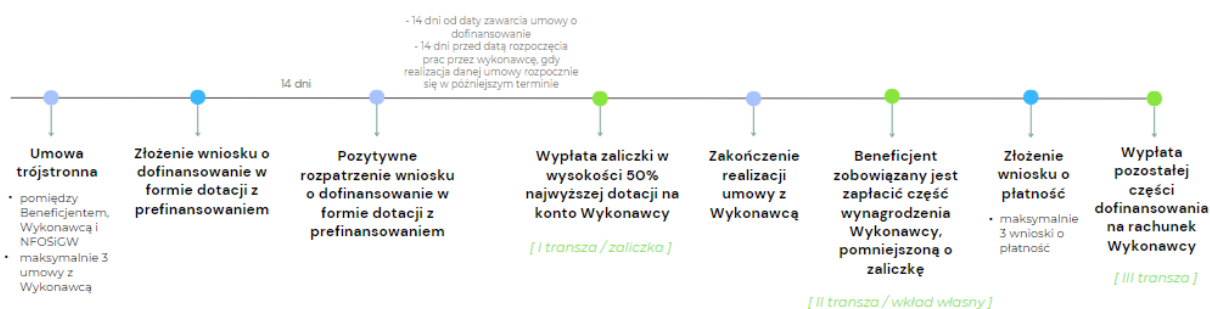 - 14 dni od daty zawarcia umowy o
dofinansowanie
- 14 dni przed datą rozpoczęcia
prac przez wykonawcę, gdy
realizacja danej umowy rozpocznie
się w późniejszym terminie
14 dni
Umowa
trójstronna
• pomiędzy
Beneficjentem,
Wykonawcą i
NFOŚiGW
• maksymalnie 3
umowy z
Wykonawcą
Złożenie wniosku o
dofinansowanie w
formie dotacji z
prefinansowaniem
Pozytywne
rozpatrzenie wniosku
o dofinansowanie w
formie dotacji z
prefinansowaniem
Wypłata zaliczki w
wysokości 50%
najwyższej dotacji na
konto Wykonawcy
[ I transza / zaliczka ]
Zakończenie
realizacji
umowy z
Wykonawcą
Beneficjent
zobowiązany jest
zapłacić część
wynagrodzenia
Wykonawcy,
pomniejszoną o
zaliczkę
[ II transza / wkład własny ]
Złożenie
wniosku o
płatność
• maksymalnie
3 wnioski o
płatność
Wypłata
pozostałej
części
dofinansowania
na rachunek
Wykonawcy
[ III transza ]